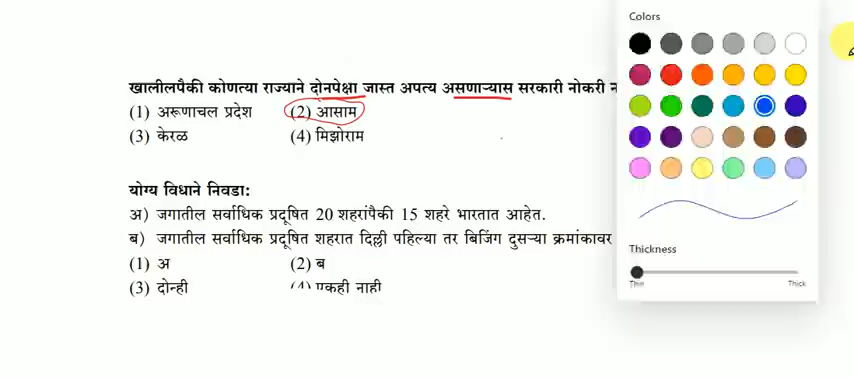 Colors
खालीलपैकी कोणत्या राज्याने दोनपेक्षा जास्त अपत्य असणाऱ्यास सरकारी नोकरी
(1) अरूणाचल प्रदेश (2) आसाम
(3) केरळ (4) मिझोराम
योग्य विधाने निवडा:
अ) जगातील सर्वाधिक प्रदूषित 20 शहरांपैकी 15 शहरे भारतात आहेत.
ब) जगातील सर्वाधिक प्रदूषित शहरात दिल्ली पहिल्या तर बिजिंग दुसऱ्या क्रमांकावर
(1) अ (2) ब
(3) दोन्ही (4) एकही नाही
Thickness
Thin Thick